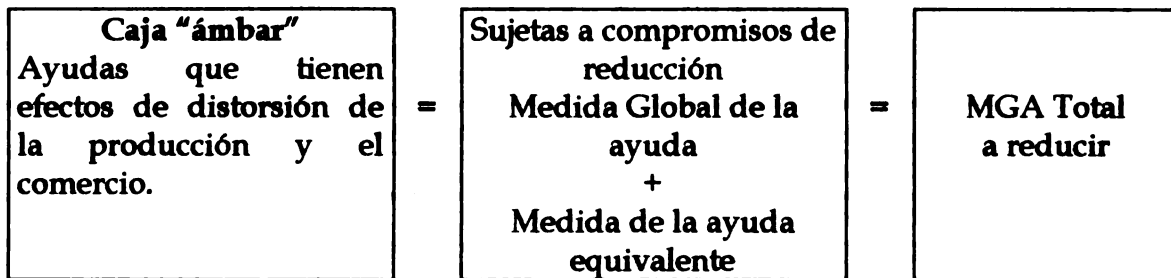 Caja "ámbar"
Ayudas que tienen
efectos de distorsión de
la producción y el
comercio.
=
Sujetas a compromisos de
reducción
Medida Global de la
ayuda
+
Medida de la ayuda
equivalente
=
MGA Total
a reducir